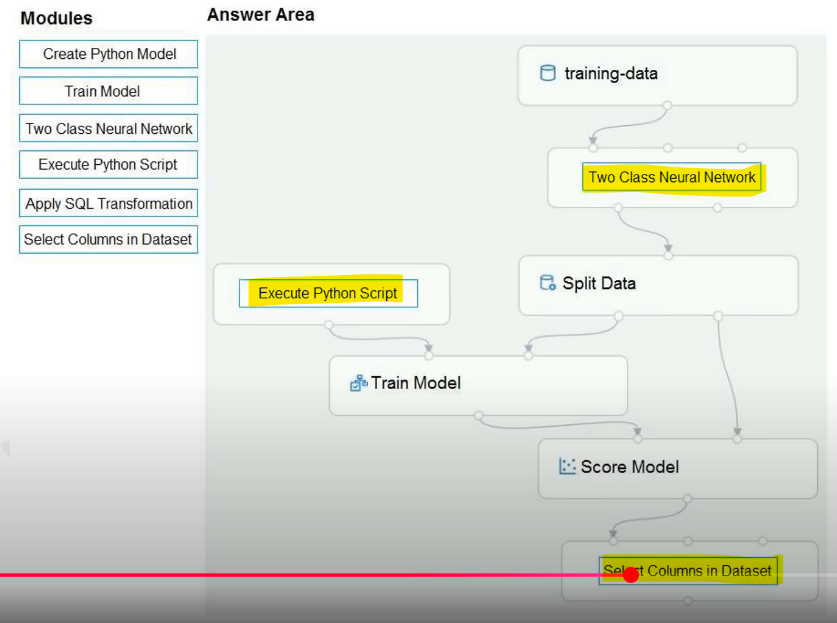 Modules
Answer Area
Create Python Model
Train Model
Two Class Neural Network
Execute Python Script
Apply SQL Transformation
Select Columns in Dataset
training-data
Two Class Neural Network
Split Data
Execute Python Script
Train Model
Score Model
Select Columns in Dataset